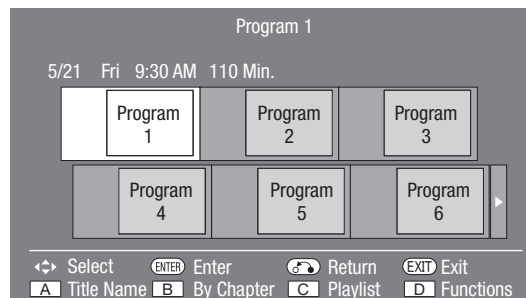 Program 1
5/21 Fri 9:30 AM 110 Min.
Program 1
Program 2
Program 3
Program 4
Program 5
Program 6
Select ENTER Enter Return EXIT Exit
A Title Name B By Chapter C Playlist D Functions